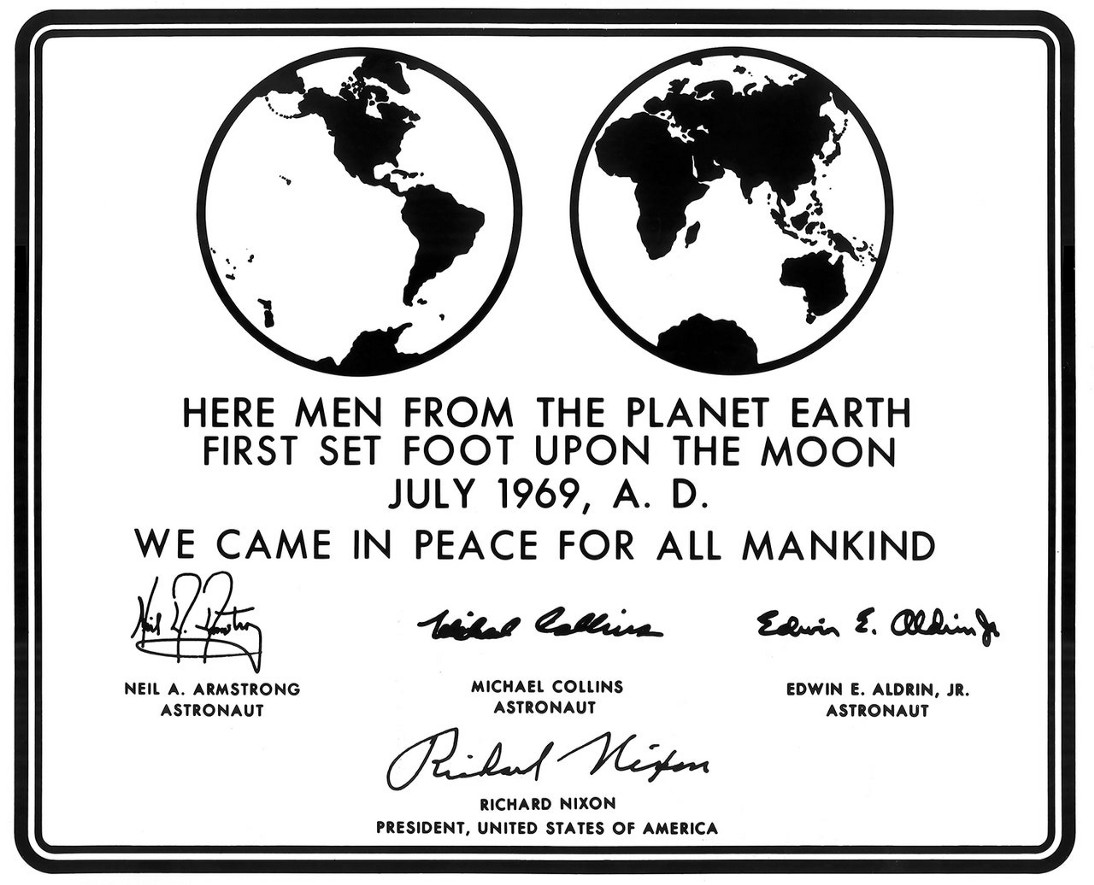 HERE MEN FROM THE PLANET EARTH
FIRST SET FOOT UPON THE MOON
JULY 1969, A. D.
WE CAME IN PEACE FOR ALL MANKIND
Neil A. Armstrong
Michael Collins
Edwin E. Aldrin Jr
NEIL A. ARMSTRONG
ASTRONAUT
MICHAEL COLLINS
ASTRONAUT
EDWIN E. ALDRIN, JR.
ASTRONAUT
Richard Nixon
RICHARD NIXON
PRESIDENT, UNITED STATES OF AMERICA